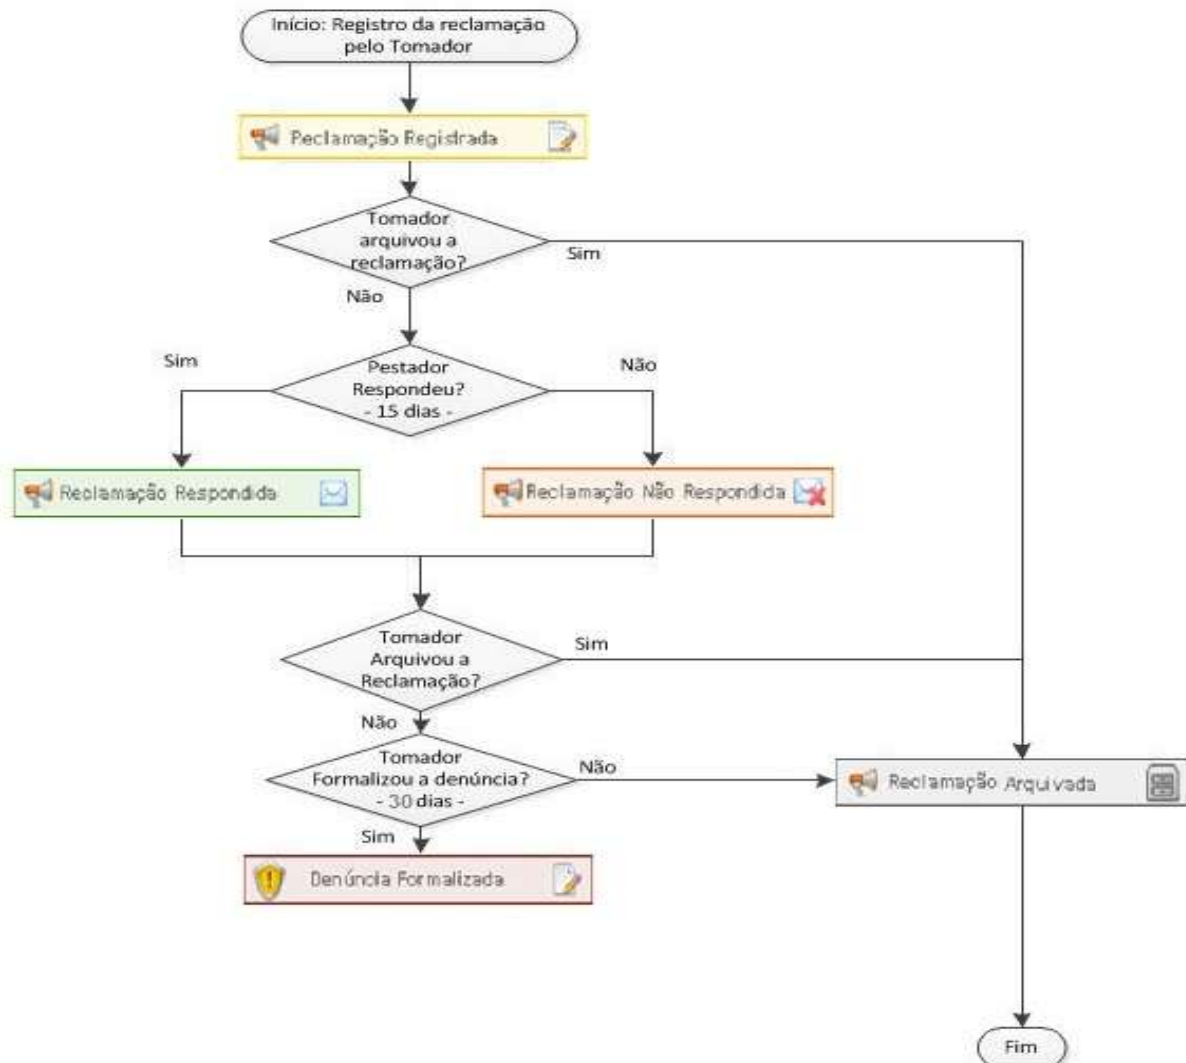 Início: Registro da reclamação
pelo Tomador
Reclamação Registrada
Tomador
arquivou a
reclamação?
Sim
Não
Sim
Pestador
Respondeu?
- 15 dias -
Não
Reclamação Respondida
Reclamação Não Respondida
Tomador
Arquivou a
Reclamação?
Sim
Não
Tomador
Formalizou a denúncia?
- 30 dias -
Não
Reclamação Arquivada
Sim
Denúncia Formalizada
Fim